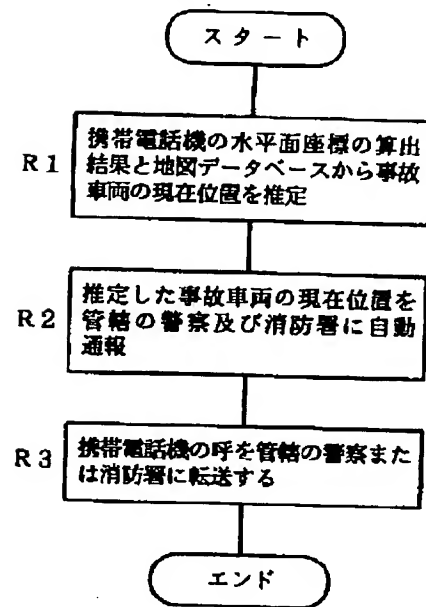 スタート
R1
携帯電話機の水平面座標の算出
結果と地図データベースから事故
車両の現在位置を推定
R2
推定した事故車両の現在位置を
管轄の警察及び消防署に自動
通報
R3
携帯電話機の呼を管轄の警察また
は消防署に転送する
エンド